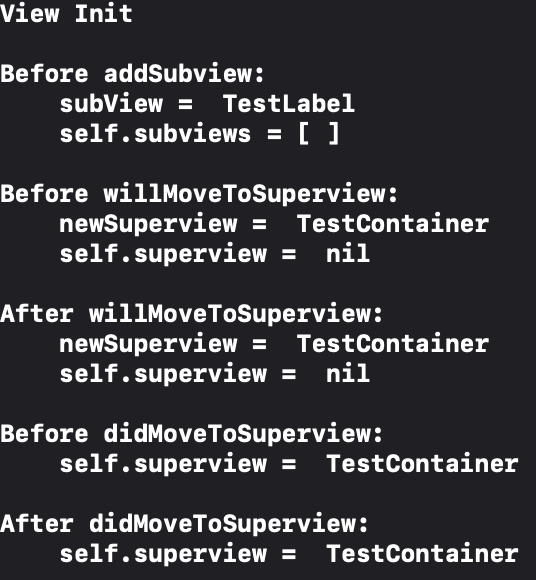 View Init
Before addSubview:
subView =  TestLabel
self.subviews = [ ]
Before willMoveToSuperview:
newSuperview =  TestContainer
self.superview =  nil
After willMoveToSuperview:
newSuperview =  TestContainer
self.superview =  nil
Before didMoveToSuperview:
self.superview =  TestContainer
After didMoveToSuperview:
self.superview =  TestContainer